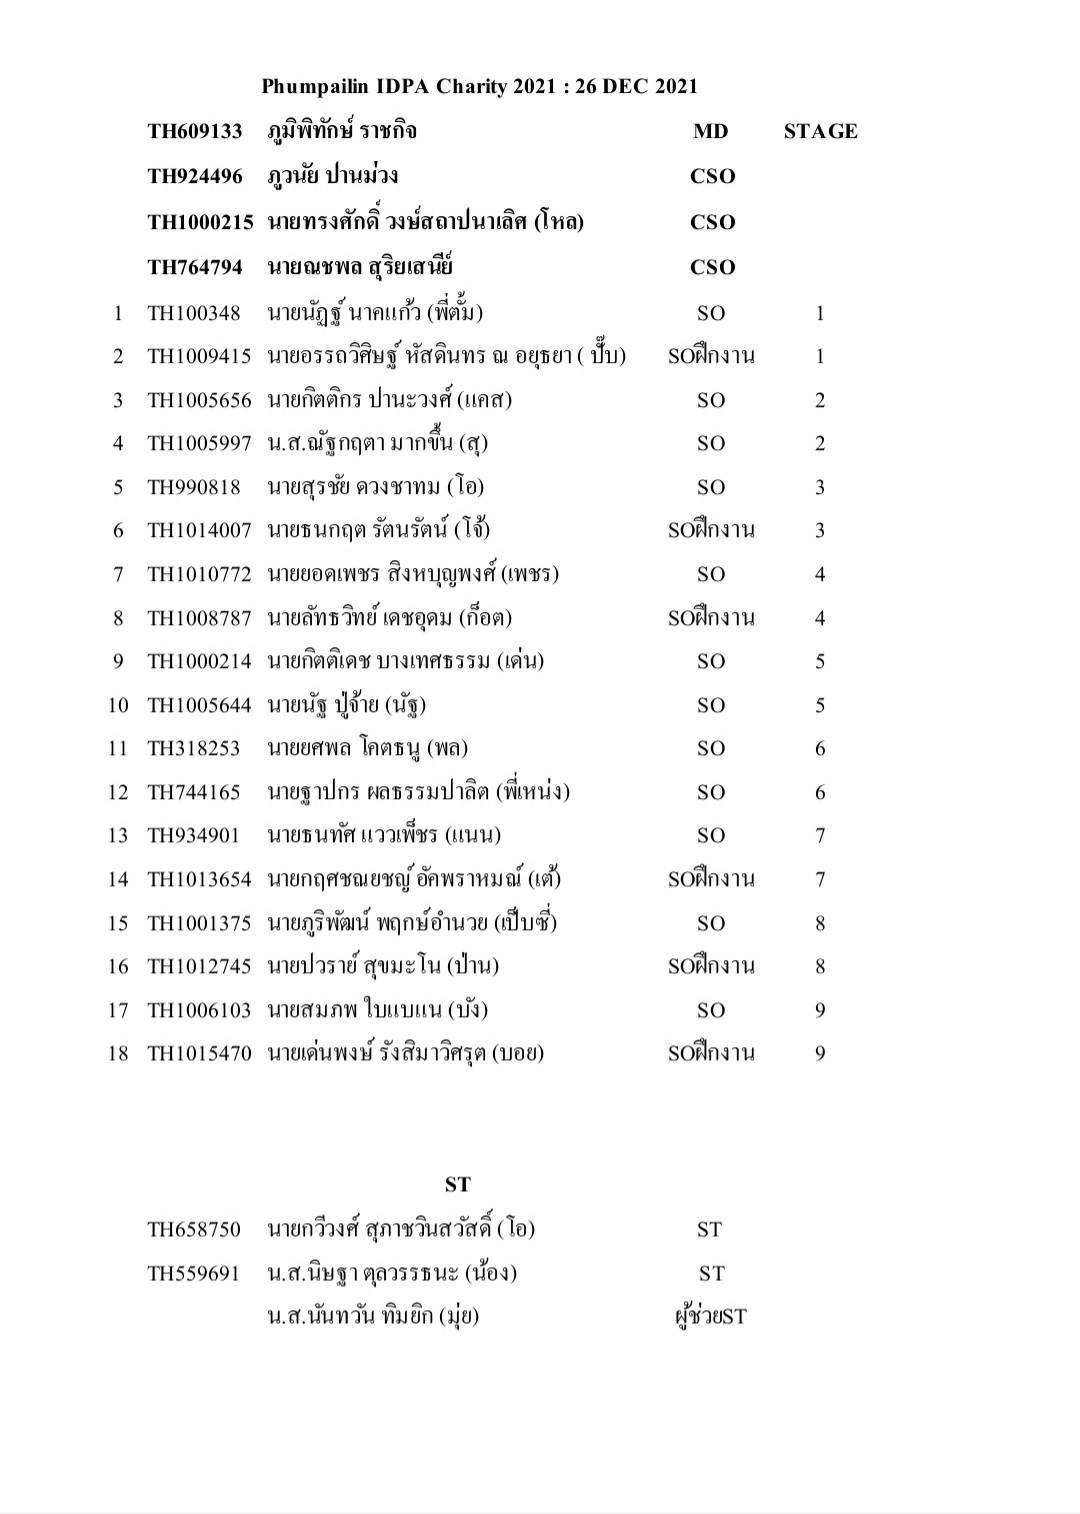 Phumpailin IDPA Charity 2021 : 26 DEC 2021
TH609133 ภูมิพิทักษ์ ราชกิจ MD STAGE
TH924496 ภูวนัย ปานม่วง CSO
TH1000215 นายทรงศักดิ์ วงษ์สถาปนาเลิศ (โหล) CSO
TH764794 นายณชพล สุริยเสนีย์ CSO
1 TH100348 นายนัฏฐ์ นาคแก้ว (พี่ตั้ม) SO 1
2 TH1009415 นายอรรถวิศิษฐ์ หัสดินทร ณ อยุธยา ( ปั๊บ) SOฝึกงาน 1
3 TH1005656 นายกิตติกร ปานะวงศ์ (แคส) SO 2
4 TH1005997 น.ส.ณัฐกฤตา มากขึ้น (สุ) SO 2
5 TH990818 นายสุรชัย ดวงชาทม (โอ) SO 3
6 TH1014007 นายธนกฤต รัตนรัตน์ (โจ้) SOฝึกงาน 3
7 TH1010772 นายยอดเพชร สิงหบุญพงศ์ (เพชร) SO 4
8 TH1008787 นายลัทธวิทย์ เดชอุดม (ก็อต) SOฝึกงาน 4
9 TH1000214 นายกิตติเดช บางเทศธรรม (เด่น) SO 5
10 TH1005644 นายนัฐ ปู่จ้าย (นัฐ) SO 5
11 TH318253 นายยศพล โคตธนู (พล) SO 6
12 TH744165 นายฐาปกร ผลธรรมปาลิต (พี่เหน่ง) SO 6
13 TH934901 นายธนทัศ แววเพ็ชร (แนน) SO 7
14 TH1013654 นายกฤศชณยชญ์ อัคพราหมณ์ (เต้) SOฝึกงาน 7
15 TH1001375 นายภูริพัฒน์ พฤกษ์อำนวย (เป็บซี่) SO 8
16 TH1012745 นายปวราย์ สุขมะโน (ป่าน) SOฝึกงาน 8
17 TH1006103 นายสมภพ ใบแบแน (บัง) SO 9
18 TH1015470 นายเด่นพงษ์ รังสิมาวิศรุต (บอย) SOฝึกงาน 9
ST
TH658750 นายกวีวงศ์ สุภาชวินสวัสดิ์ (โอ) ST
TH559691 น.ส.นิษฐา ตุลวรรธนะ (น้อง) ST
น.ส.นันทวัน ทิมยิก (มุ่ย) ผู้ช่วยST